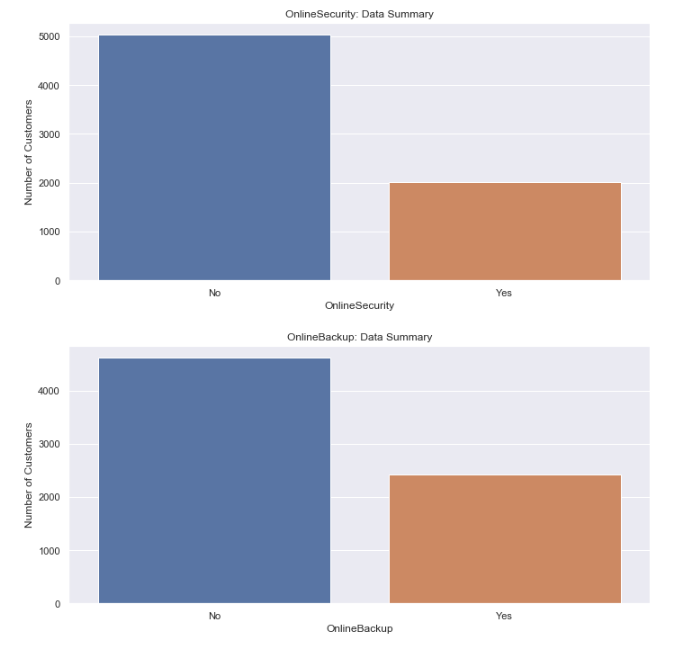 OnlineSecurity: Data Summary
5000
4000
3000
2000
1000
0
Number of Customers
No Yes
OnlineSecurity
OnlineBackup: Data Summary
4000
3000
2000
1000
0
Number of Customers
No Yes
OnlineBackup